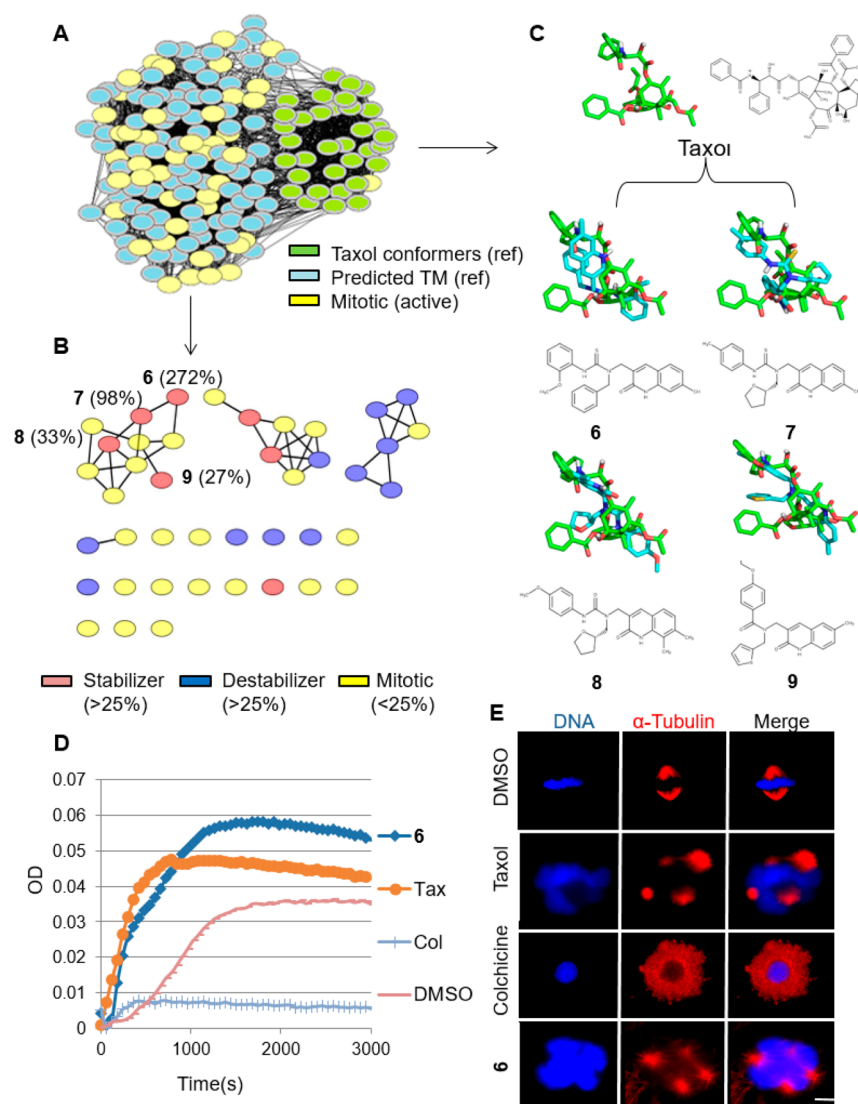 A
Taxol conformers (ref)
Predicted TM (ref)
Mitotic (active)
B
6 (272%)
7 (98%)
8 (33%)
9 (27%)
Stabilizer
(>25%)
Destabilizer
(>25%)
Mitotic
(<25%)
C
Taxoı
6
7
8
9
D
0.07
0.06
0.05
0.04
0.03
0.02
0.01
0
OD
0
1000
2000
3000
Time(s)
6
Tax
Col
DMSO
E
DNA
α-Tubulin
Merge
DMSO
Taxol
Colchicine
6